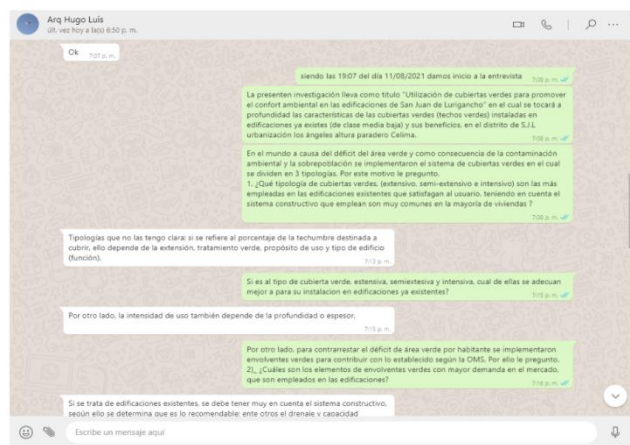 Arq Hugo Luis
últ. vez hoy a la(s) 6:50 p. m.
Ok
7:07 p. m.
siendo las 19:07 del día 11/08/2021 damos inicio a la entrevista
7:08 p. m.
La presenten investigación lleva como titulo "Utilización de cubiertas verdes para promover
el confort ambiental en las edificaciones de San Juan de Lurigancho" en el cual se tocará a
profundidad las características de las cubiertas verdes (techos verdes) instaladas en
edificaciones ya existes (de clase media baja) y sus beneficios, en el distrito de S.J.L
urbanización los ángeles altura paradero Celima.
7:08 p. m.
En el mundo a causa del déficit del área verde y como consecuencia de la contaminación
ambiental y la sobrepoblación se implementaron el sistema de cubiertas verdes en el cual
se dividen en 3 tipologías. Por este motivo le pregunto.
1. ¿Qué tipología de cubiertas verdes, (extensivo, semi-extensivo e intensivo) son las más
empleadas en las edificaciones existentes que satisfagan al usuario, teniendo en cuenta el
sistema constructivo que emplean son muy comunes en la mayoría de viviendas ?
7:08 p. m.
Tipologías que no las tengo clara: si se refiere al porcentaje de la techumbre destinada a
cubrir, ello depende de la extensión, tratamiento verde, propósito de uso y tipo de edificio
(función).
7:13 p. m.
Si es al tipo de cubierta verde, estensiva, semiextesiva y intensiva, cual de ellas se adecuan
mejor a para su instalacion en edificaciones ya existentes?
7:15 p. m.
Por otro lado, la intensidad de uso también depende de la profundidad o espesor.
7:15 p. m.
Por otro lado, para contrarrestar el déficit de área verde por habitante se implementaron
envolventes verdes para contribuir con lo establecido según la OMS. Por ello le pregunto.
2)_ ¿Cuáles son los elementos de envolventes verdes con mayor demanda en el mercado,
que son empleados en las edificaciones?
7:16 p. m.
Si se trata de edificaciones existentes, se debe tener muy en cuenta el sistema constructivo,
según ello se determina que es lo recomendable; ente otros el drenaje y capacidad
Escribe un mensaje aquí